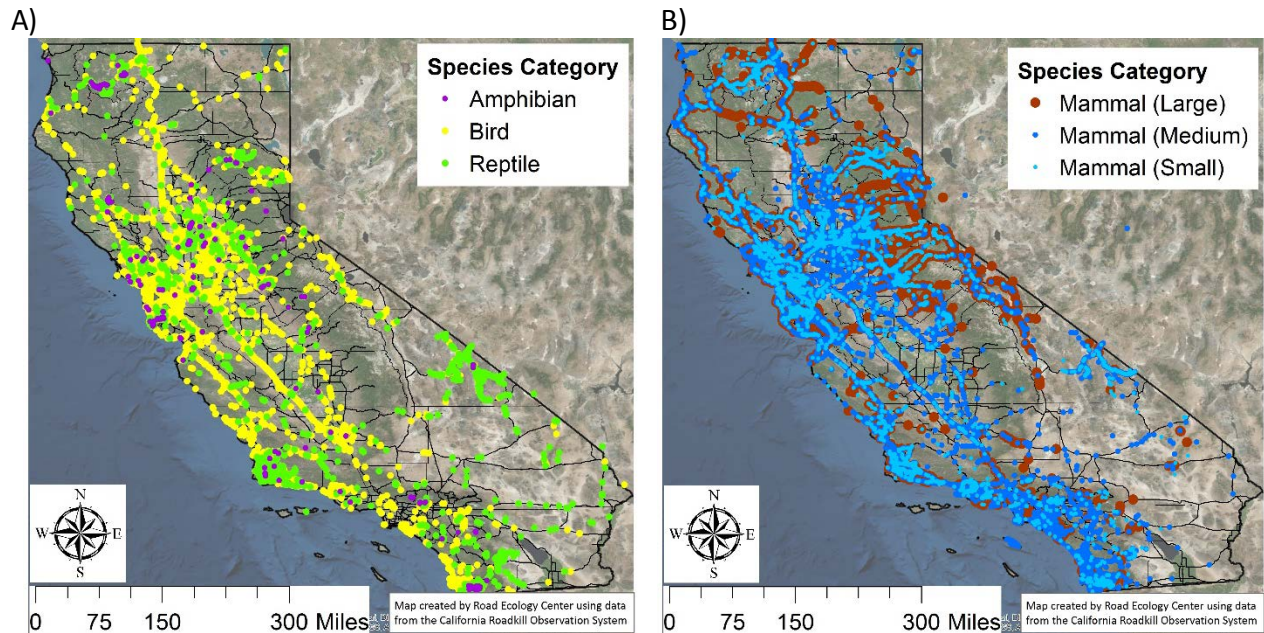 A)
Species Category
Amphibian
Bird
Reptile
N
W E
S
0 75 150 300 Miles
Map created by Road Ecology Center using data
from the California Roadkill Observation System
B)
Species Category
Mammal (Large)
Mammal (Medium)
Mammal (Small)
N
W E
S
0 75 150 300 Miles
Map created by Road Ecology Center using data
from the California Roadkill Observation System